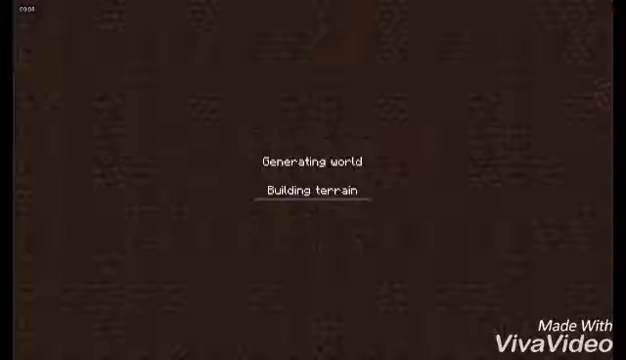 Generating world
Building terrain
Made With
VivaVideo